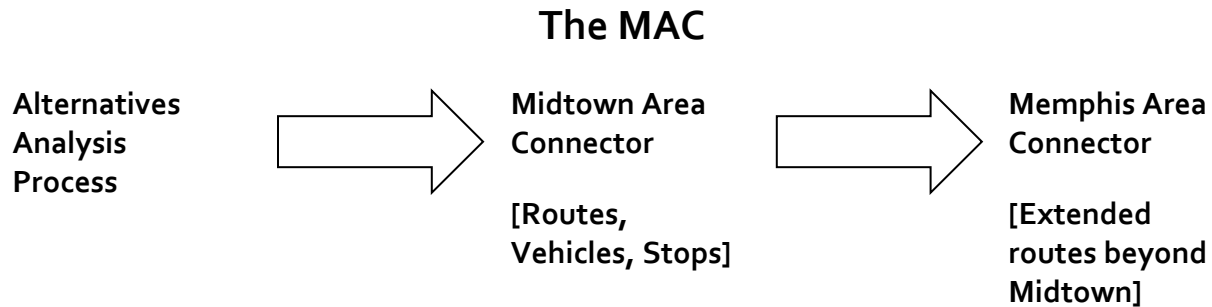 The MAC
Alternatives
Analysis
Process
Midtown Area
Connector
[Routes,
Vehicles, Stops]
Memphis Area
Connector
[Extended
routes beyond
Midtown]